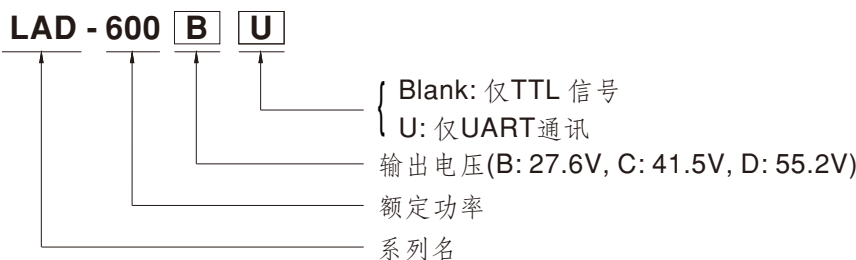 LAD - 600 B U
Blank: 仅TTL 信号
U: 仅UART通讯
输出电压(B: 27.6V, C: 41.5V, D: 55.2V)
额定功率
系列名